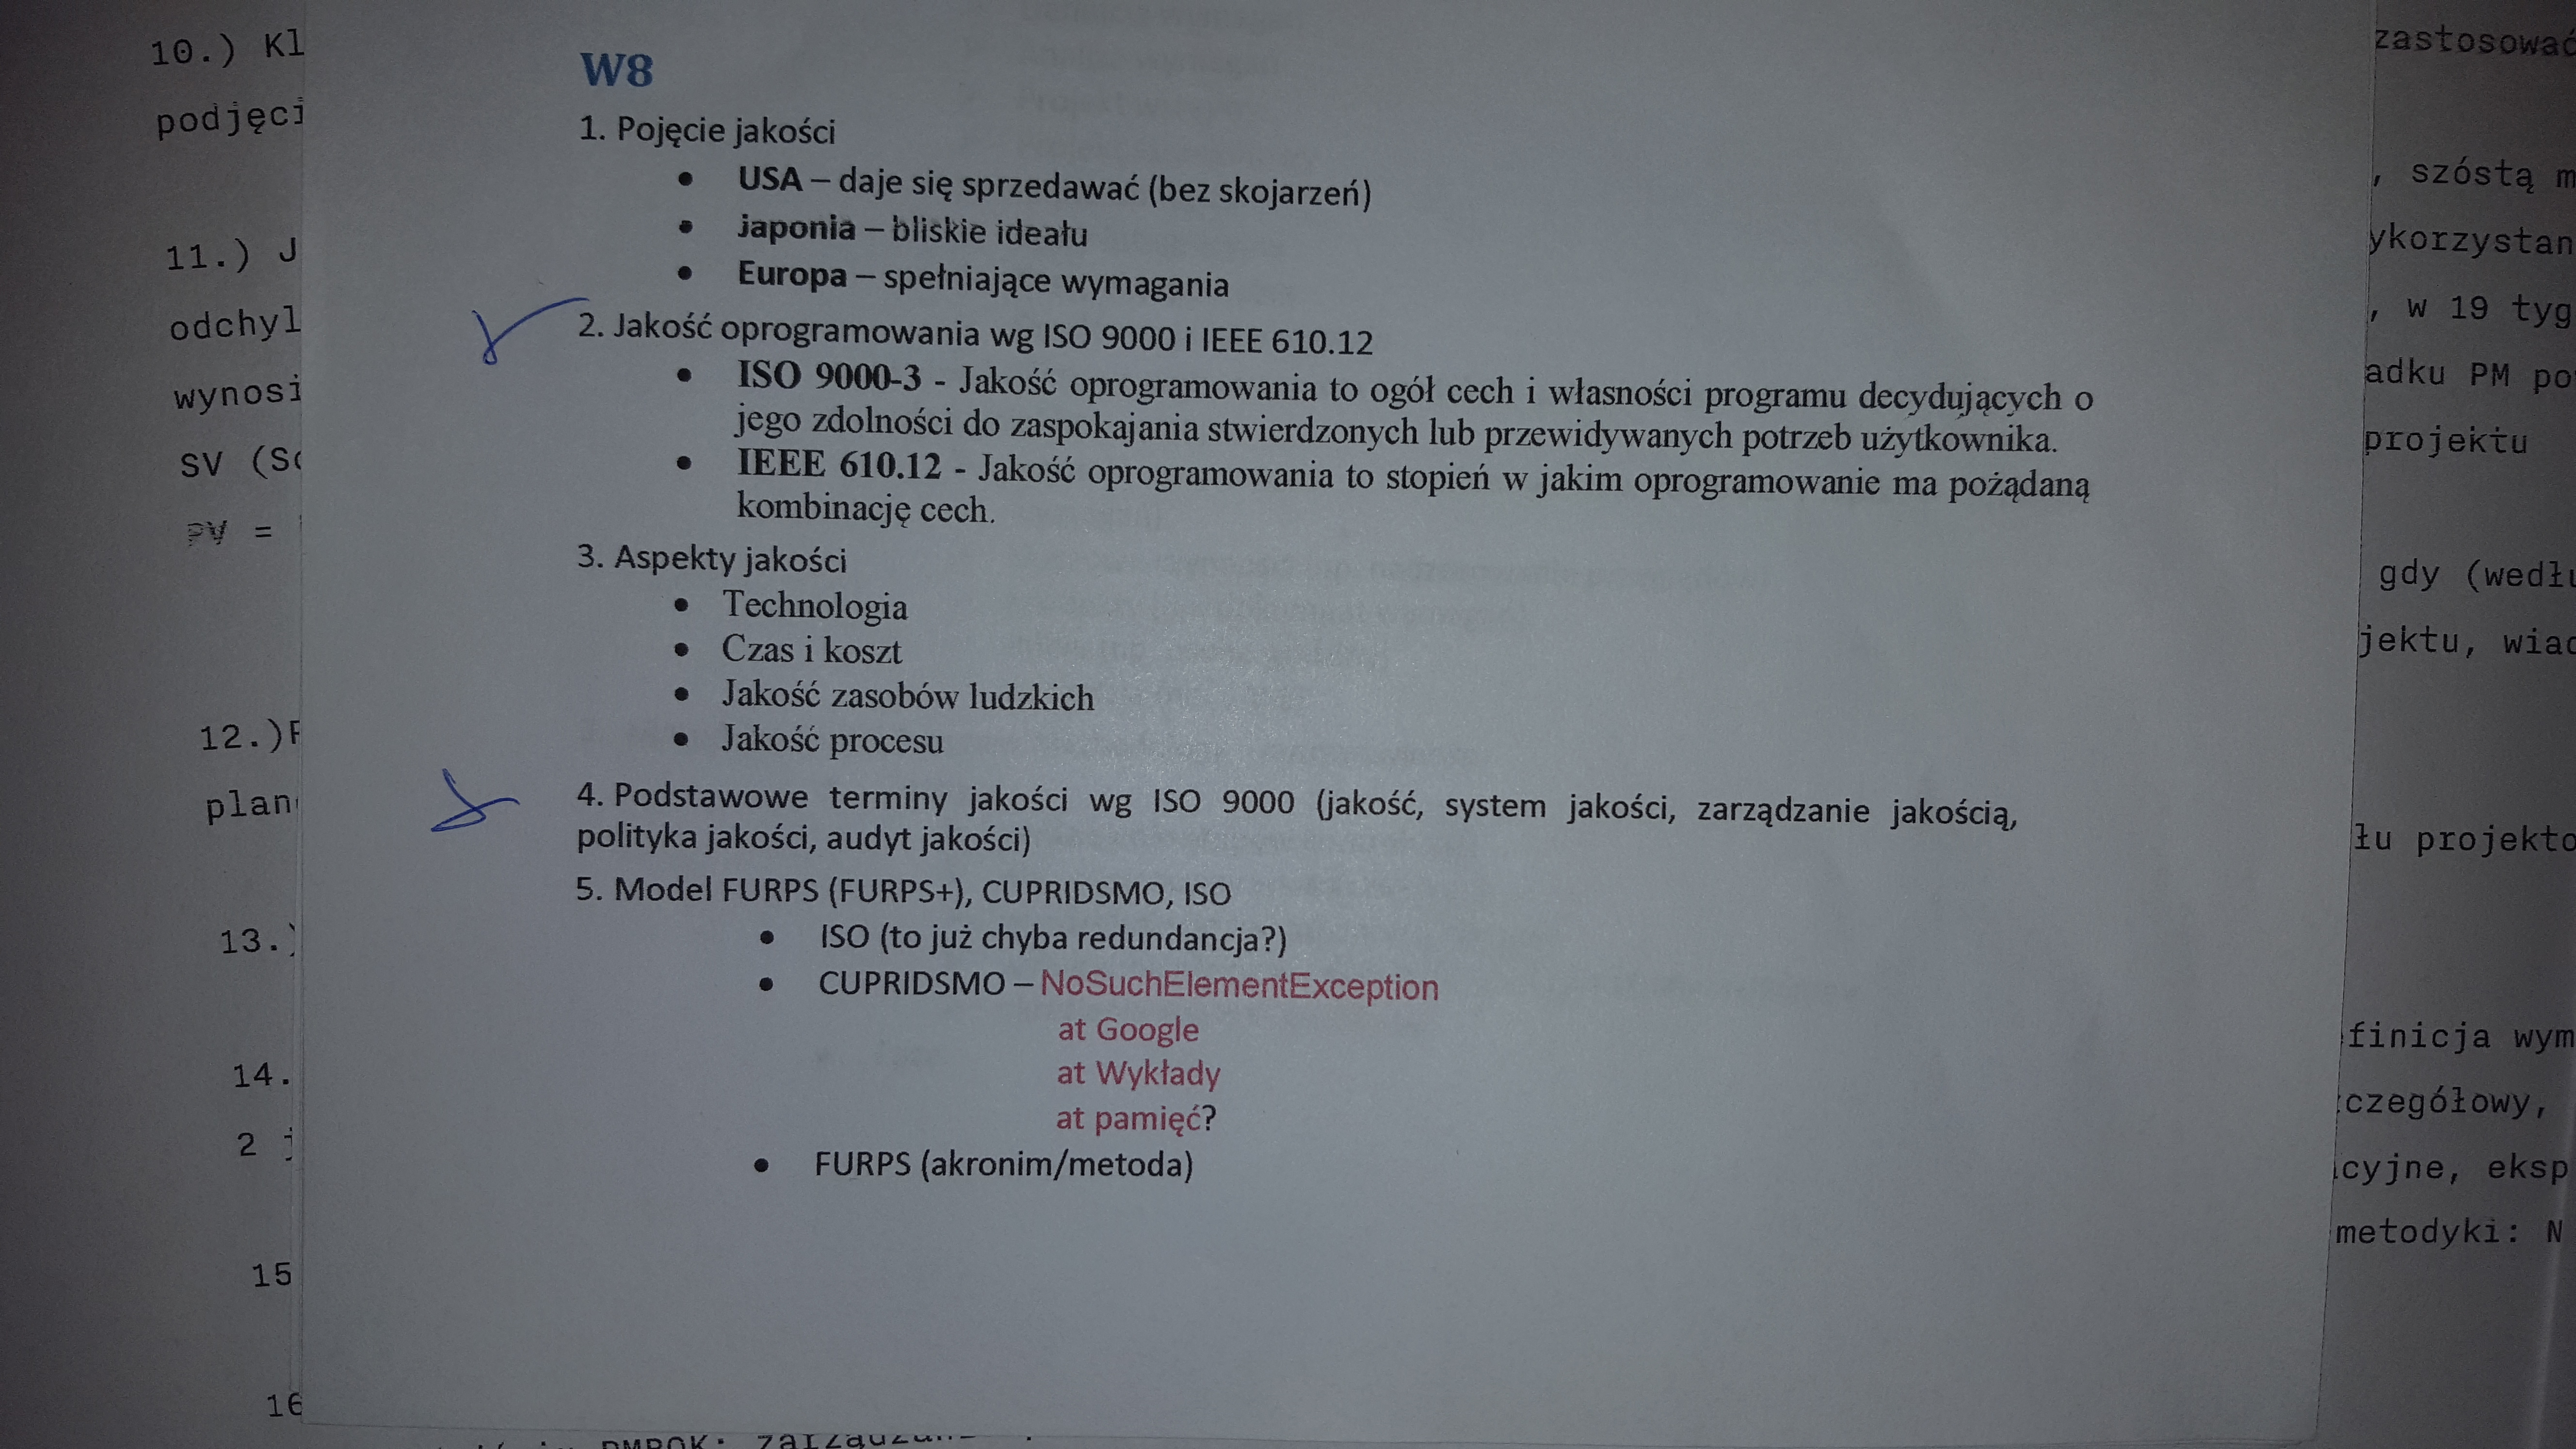 W8
1. Pojęcie jakości
• USA – daje się sprzedawać (bez skojarzeń)
• japonia – bliskie ideału
• Europa – spełniające wymagania
2. Jakość oprogramowania wg ISO 9000 i IEEE 610.12
• ISO 9000-3 - Jakość oprogramowania to ogół cech i własności programu decydujących o
jego zdolności do zaspokajania stwierdzonych lub przewidywanych potrzeb użytkownika.
• IEEE 610.12 - Jakość oprogramowania to stopień w jakim oprogramowanie ma pożądaną
kombinację cech.
3. Aspekty jakości
• Technologia
• Czas i koszt
• Jakość zasobów ludzkich
• Jakość procesu
4. Podstawowe terminy jakości wg ISO 9000 (jakość, system jakości, zarządzanie jakością,
polityka jakości, audyt jakości)
5. Model FURPS (FURPS+), CUPRIDSMO, ISO
• ISO (to już chyba redundancja?)
• CUPRIDSMO – NoSuchElementException
at Google
at Wykłady
at pamięć?
• FURPS (akronim/metoda)
10.) Kl
podjęci
11.) J
odchyl
wynosi
SV (Sc
PV =
12.)
plan
13.)
14.
2 j
15
16
zastosować
, szóstą m
ykorzystan
, w 19 tyg
adku PM po
projektu
gdy (wedłu
jektu, wiad
łu projekto
finicja wym
czegółowy,
cyjne, eksp
metodyki: N